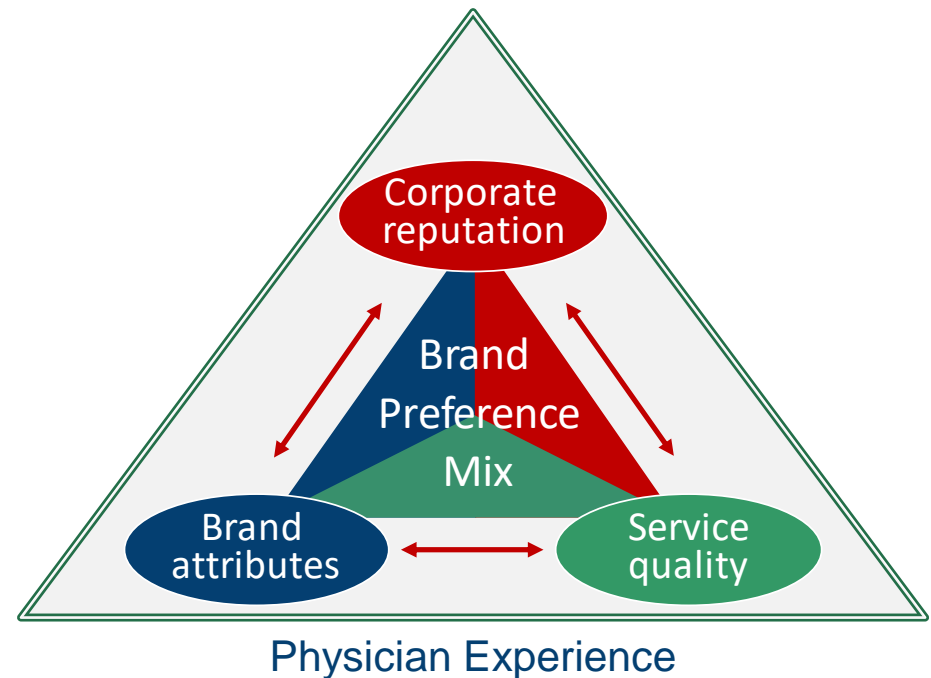 Corporate
reputation
Brand
Preference
Mix
Brand
attributes
Service
quality
Physician Experience